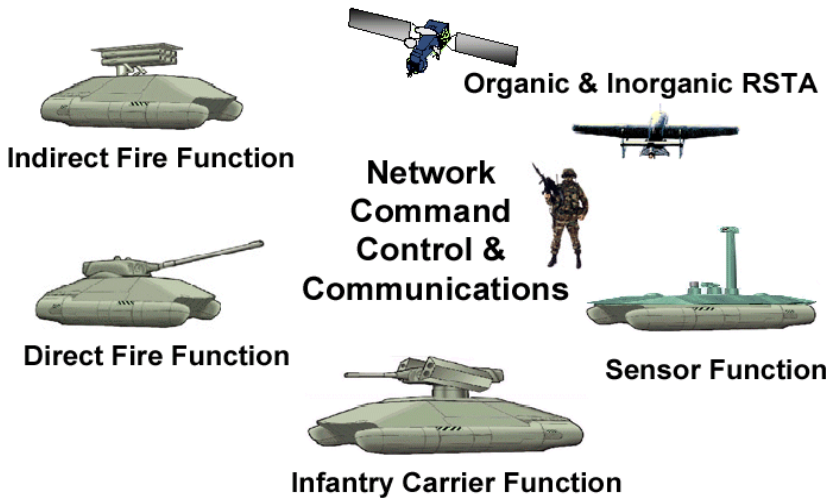 Organic & Inorganic RSTA
Indirect Fire Function
Network
Command
Control &
Communications
Direct Fire Function
Sensor Function
Infantry Carrier Function